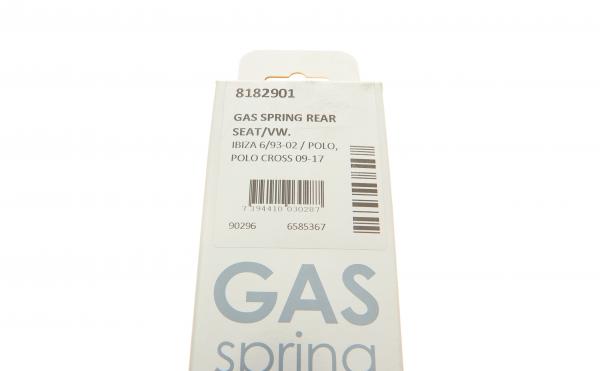 8182901
GAS SPRING REAR
SEAT/VW.
IBIZA 6/93-02 / POLO,
POLO CROSS 09-17
7 394410 030287
90296 6585367
GAS
spring